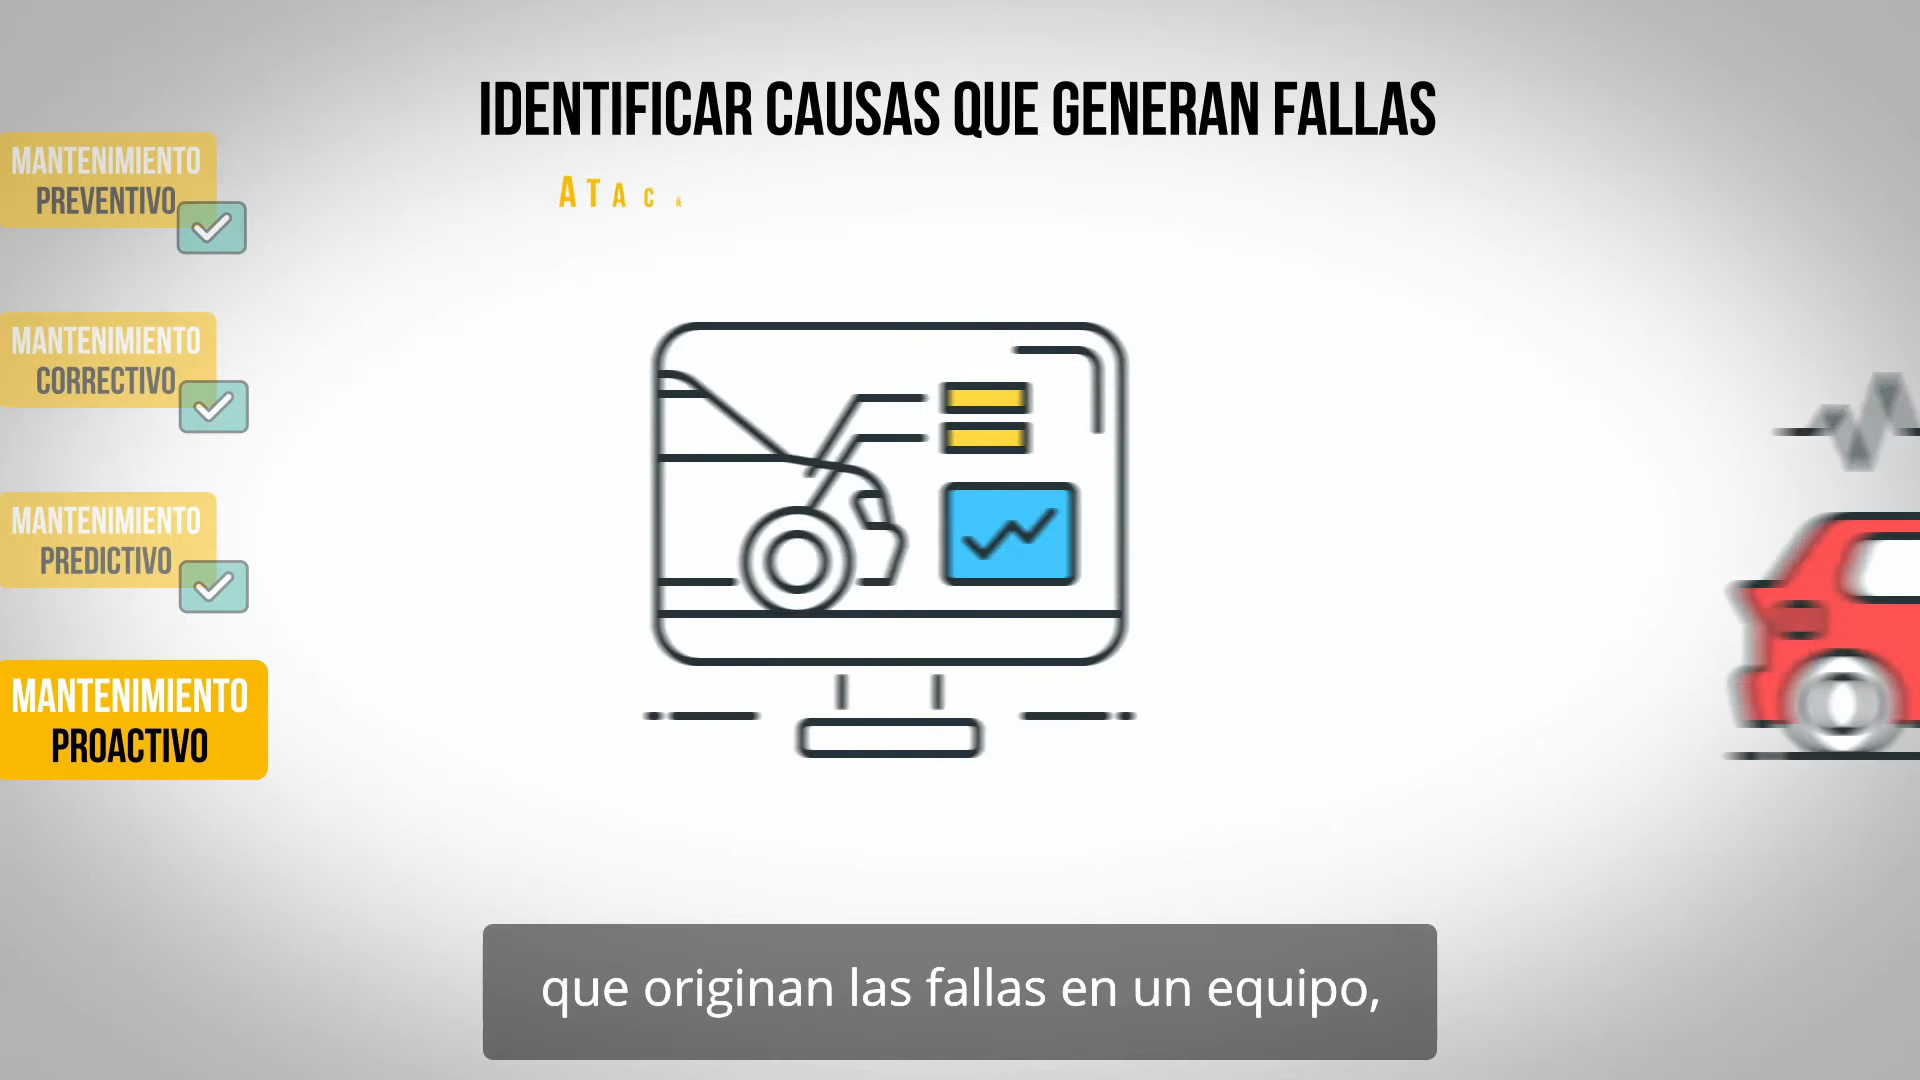 IDENTIFICAR CAUSAS QUE GENERAN FALLAS
ATACA
MANTENIMIENTO
PREVENTIVO
MANTENIMIENTO
CORRECTIVO
MANTENIMIENTO
PREDICTIVO
MANTENIMIENTO
PROACTIVO
que originan las fallas en un equipo,